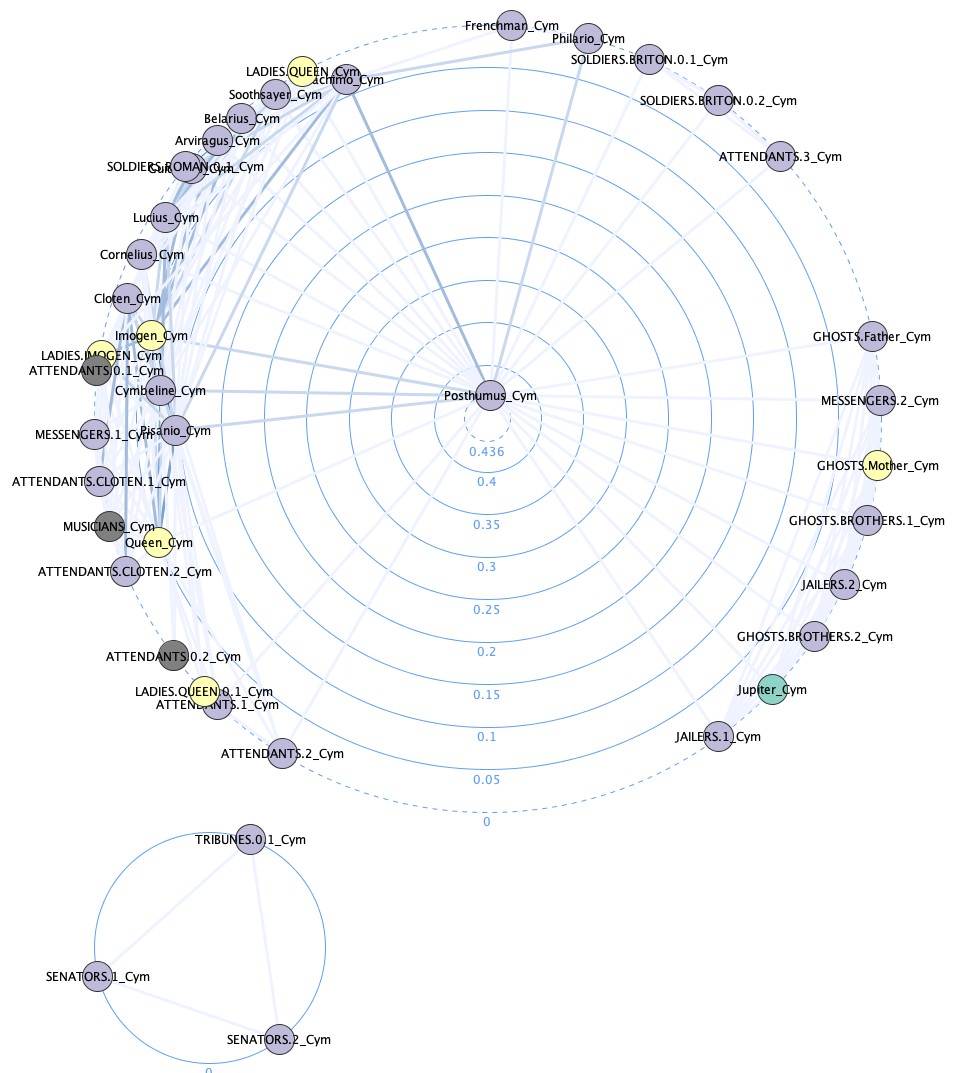 Frenchman_Cym
Philario_Cym
SOLDIERS.BRITON.0.1_Cym
LADIES.QUEEN_Cym
Iachimo_Cym
Soothsayer_Cym
SOLDIERS.BRITON.0.2_Cym
Belarius_Cym
Arviragus_Cym
ATTENDANTS.3_Cym
SOLDIERS.ROMAN.0.1_Cym
Lucius_Cym
Cornelius_Cym
Cloten_Cym
Imogen_Cym
GHOSTS.Father_Cym
LADIES.IMOGEN_Cym
ATTENDANTS.0.1_Cym
Cymbeline_Cym
Posthumus_Cym
MESSENGERS.2_Cym
MESSENGERS.1_Cym
Pisanio_Cym
0.436
GHOSTS.Mother_Cym
ATTENDANTS.CLOTEN.1_Cym
0.4
MUSICIANS_Cym
0.35
GHOSTS.BROTHERS.1_Cym
Queen_Cym
0.3
ATTENDANTS.CLOTEN.2_Cym
JAILERS.2_Cym
0.25
GHOSTS.BROTHERS.2_Cym
0.2
ATTENDANTS.0.2_Cym
LADIES.QUEEN.0.1_Cym
0.15
Jupiter_Cym
ATTENDANTS.1_Cym
0.1
JAILERS.1_Cym
ATTENDANTS.2_Cym
0.05
0
TRIBUNES.0.1_Cym
SENATORS.1_Cym
SENATORS.2_Cym
0